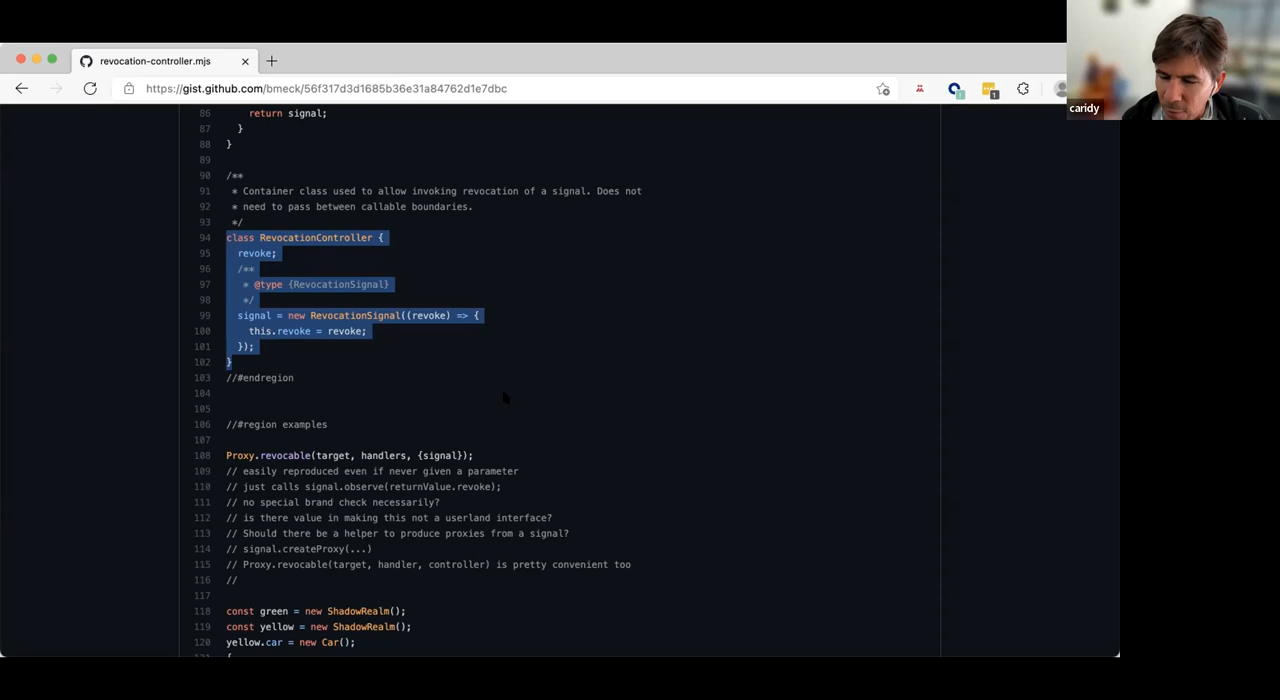 revocation-controller.mjs
https://gist.github.com/bmeck/56f317d3d1685b36e31a84762d1e7dbc
caridy
86 return signal;
87 }
88 }
89
90 /**
91 * Container class used to allow invoking revocation of a signal. Does not
92 * need to pass between callable boundaries.
93 */
94 class RevocationController {
95 revoke;
96 /**
97 * @type {RevocationSignal}
98 */
99 signal = new RevocationSignal((revoke) => {
100 this.revoke = revoke;
101 });
102 }
103 //#endregion
104
105
106 //#region examples
107
108 Proxy.revocable(target, handlers, {signal});
109 // easily reproduced even if never given a parameter
110 // just calls signal.observe(returnValue.revoke);
111 // no special brand check necessarily?
112 // is there value in making this not a userland interface?
113 // Should there be a helper to produce proxies from a signal?
114 // signal.createProxy(...)
115 // Proxy.revocable(target, handler, controller) is pretty convenient too
116 //
117
118 const green = new ShadowRealm();
119 const yellow = new ShadowRealm();
120 yellow.car = new Car();